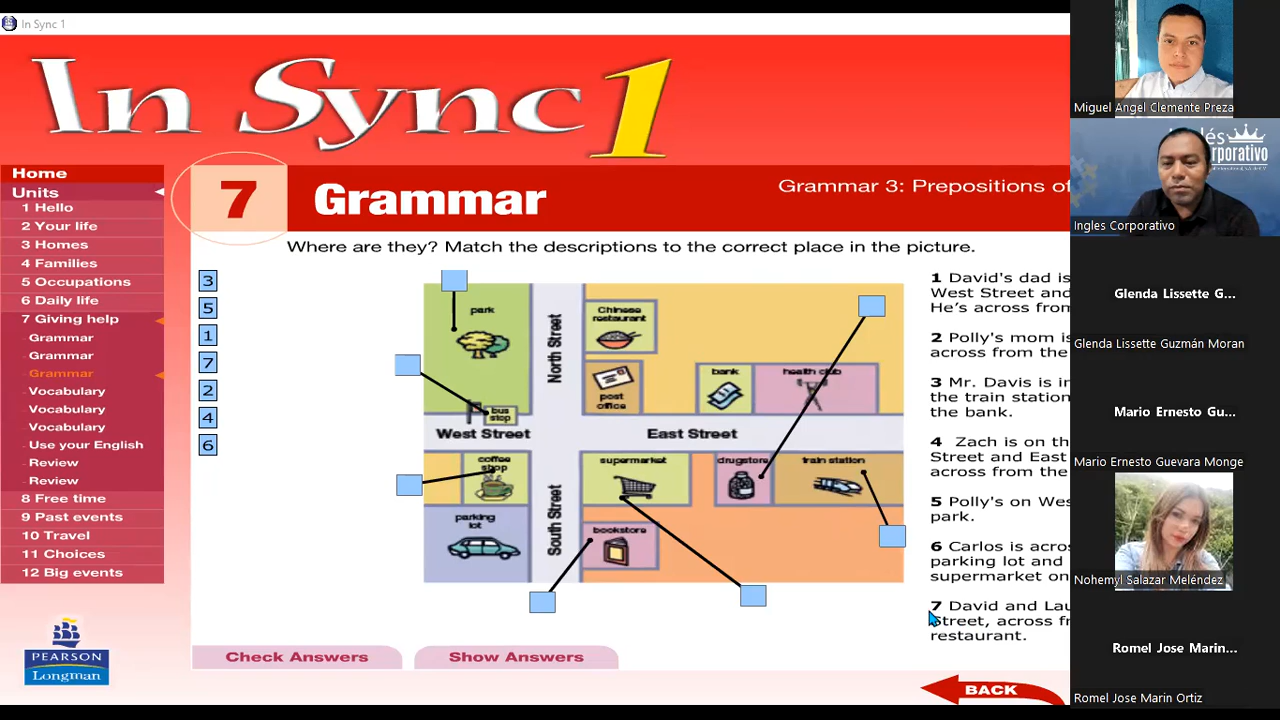 In Sync 1
In Sync 1
Home
Units
1 Hello
2 Your life
3 Homes
4 Families
5 Occupations
6 Daily life
7 Giving help
Grammar
Grammar
Grammar
Vocabulary
Vocabulary
Vocabulary
Use your English
Review
Review
8 Free time
9 Past events
10 Travel
11 Choices
12 Big events
PEARSON
Longman
7 Grammar
Grammar 3: Prepositions of
Where are they? Match the descriptions to the correct place in the picture.
3
5
1
7
2
4
6
park
North Street
Chinese
restaurant
post
office
bank
health club
bus
stop
West Street
East Street
coffee
shop
supermarket
drugstore
train station
parking
lot
South Street
bookstore
1 David's dad is
West Street and
He's across from
2 Polly's mom is
across from the
3 Mr. Davis is in
the train station
the bank.
4 Zach is on th
Street and East
across from the
5 Polly's on Wes
park.
6 Carlos is acros
parking lot and
supermarket on
7 David and Lau
Street, across fr
restaurant.
Check Answers
Show Answers
BACK
Miguel Angel Clemente Preza
Inglés
Corporativo
Ingles Corporativo
Glenda Lissette G...
Glenda Lissette Guzmán Moran
Mario Ernesto Gu...
Mario Ernesto Guevara Monge
Nohemyl Salazar Meléndez
Romel Jose Marin...
Romel Jose Marin Ortiz